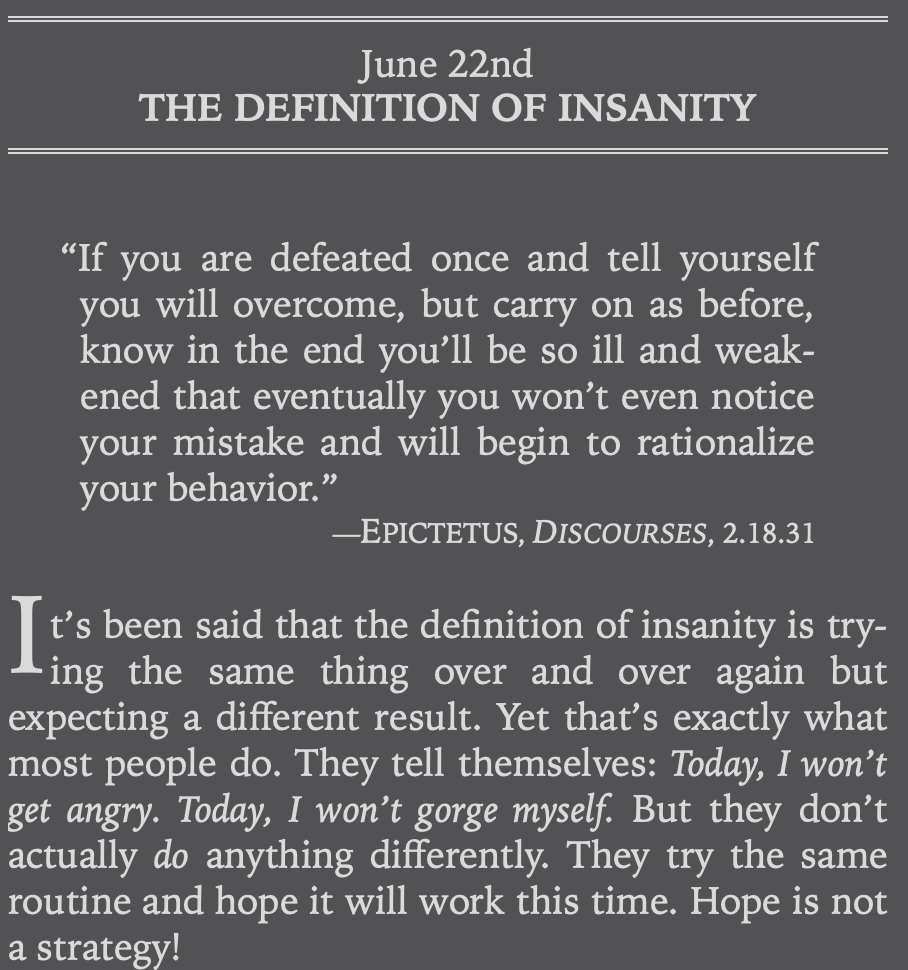 June 22nd
THE DEFINITION OF INSANITY
“If you are defeated once and tell yourself
you will overcome, but carry on as before,
know in the end you’ll be so ill and weak-
ened that eventually you won’t even notice
your mistake and will begin to rationalize
your behavior.”
—EPICTETUS, DISCOURSES, 2.18.31
It’s been said that the definition of insanity is try-
ing the same thing over and over again but
expecting a different result. Yet that’s exactly what
most people do. They tell themselves: Today, I won’t
get angry. Today, I won’t gorge myself. But they don’t
actually do anything differently. They try the same
routine and hope it will work this time. Hope is not
a strategy!